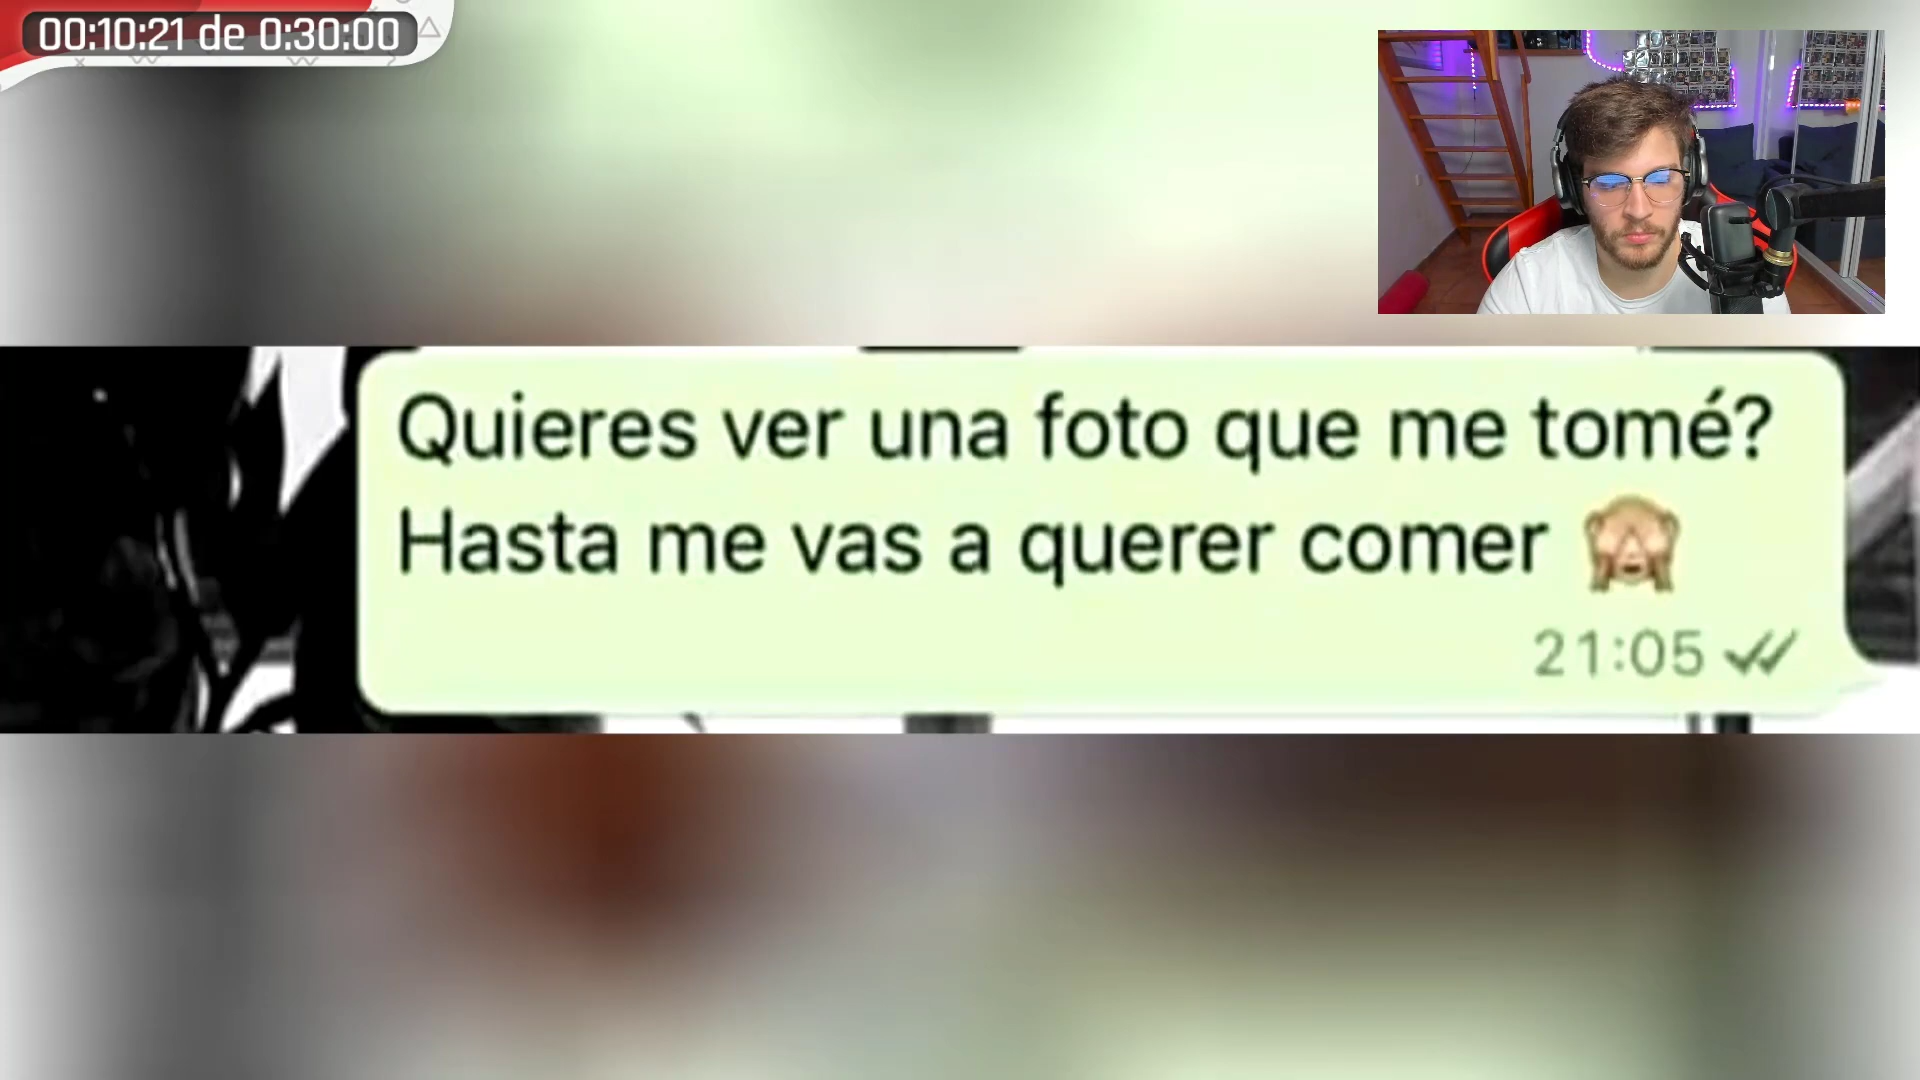 00:10:21 de 0:30:00
Quieres ver una foto que me tomé?
Hasta me vas a querer comer 🙈
21:05